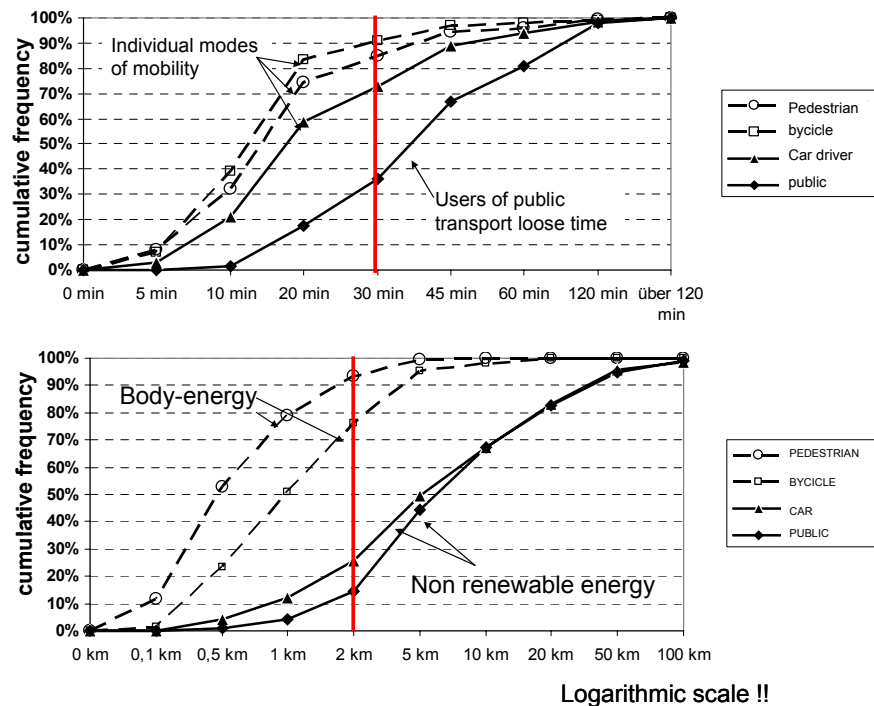 100%
90%
80%
70%
60%
50%
40%
30%
20%
10%
0%
cumulative frequency
Individual modes
of mobility
Users of public
transport loose time
0 min
5 min
10 min
20 min
30 min
45 min
60 min
120 min
über 120
min
Pedestrian
bycicle
Car driver
public
100%
90%
80%
70%
60%
50%
40%
30%
20%
10%
0%
cumulative frequency
Body-energy
Non renewable energy
0 km
0,1 km
0,5 km
1 km
2 km
5 km
10 km
20 km
50 km
100 km
PEDESTRIAN
BYCICLE
CAR
PUBLIC
Logarithmic scale !!